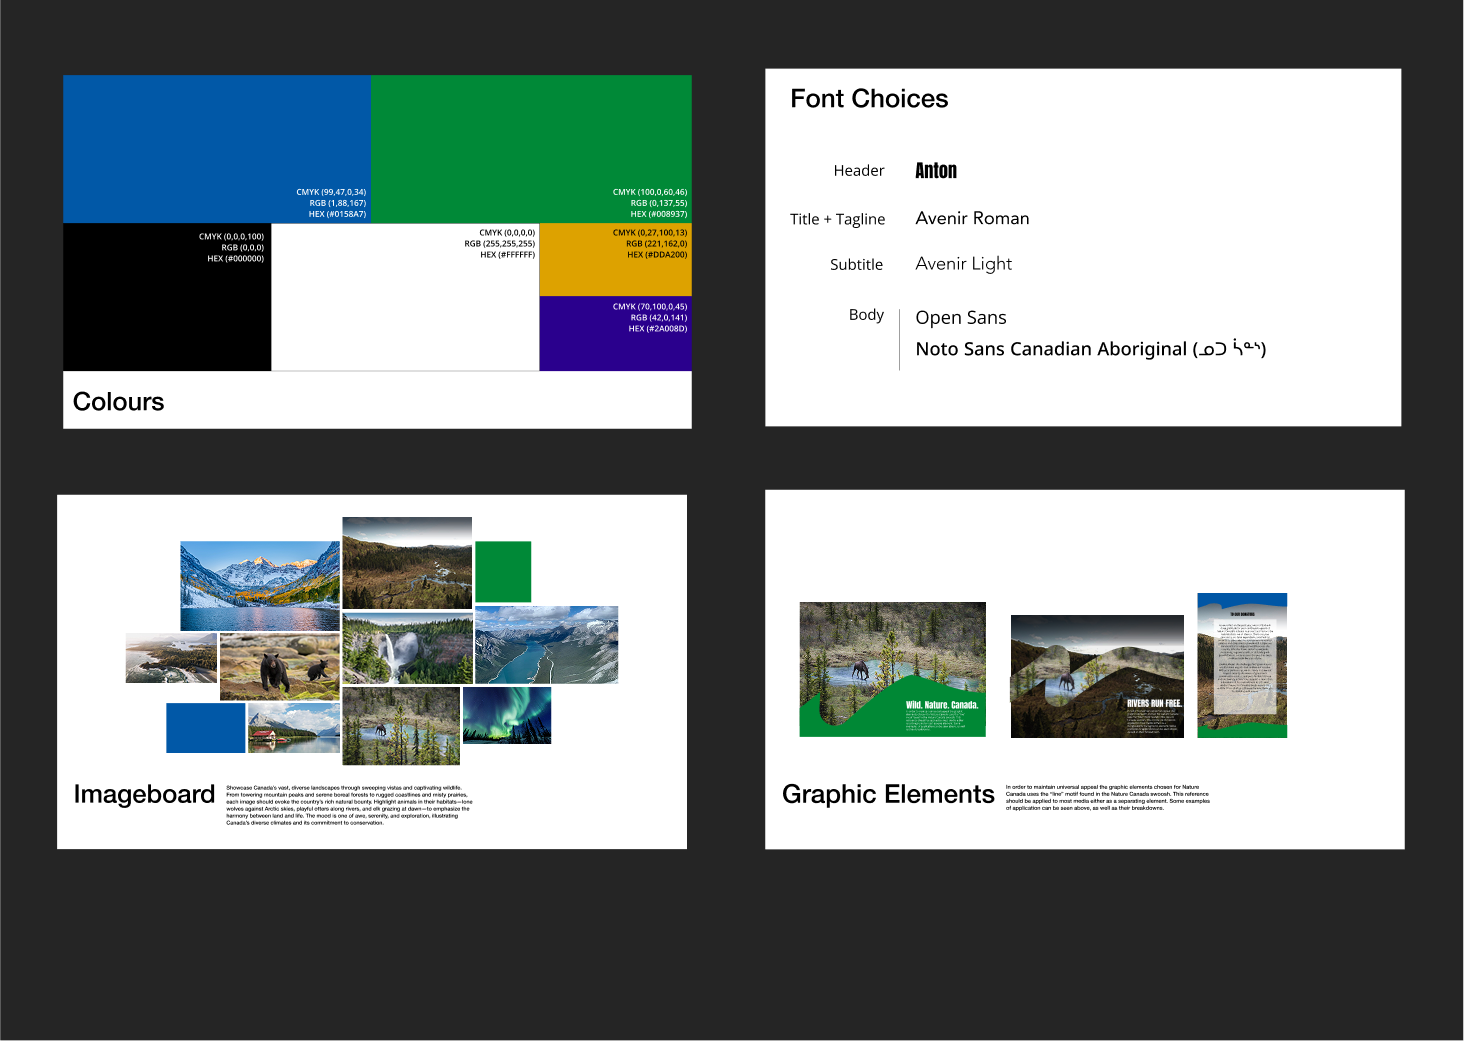 CMYK (99,47,0,34)
RGB (1,88,167)
HEX (#0158A7)
CMYK (100,0,60,46)
RGB (0,137,55)
HEX (#008937)
CMYK (0,0,0,100)
RGB (0,0,0)
HEX (#000000)
CMYK (0,0,0,0)
RGB (255,255,255)
HEX (#FFFFFF)
CMYK (0,27,100,13)
RGB (221,162,0)
HEX (#DDA200)
CMYK (70,100,0,45)
RGB (42,0,141)
HEX (#2A008D)
Colours
Font Choices
Header Anton
Title + Tagline Avenir Roman
Subtitle Avenir Light
Body Open Sans
Noto Sans Canadian Aboriginal (ᓄᑐ ᓵᓐᔅ)
Imageboard
Showcase Canada's vast, diverse landscapes through sweeping vistas and captivating wildlife.
From towering mountain peaks and serene boreal forests to rugged coastlines and misty prairies,
each image should evoke the country's rich natural bounty. Highlight animals in their habitats—lone
wolves against Arctic skies, playful otters along rivers, and elk grazing at dawn—to emphasize the
harmony between land and life. The mood is one of awe, serenity, and exploration, illustrating
Canada's diverse climates and its commitment to conservation.
Wild. Nature. Canada.
RIVERS RUN FREE.
Graphic Elements
In order to maintain universal appeal the graphic elements chosen for Nature
Canada uses the "line" motif found in the Nature Canada swoosh. This reference
should be applied to most media either as a separating element. Some examples
of application can be seen above, as well as their breakdowns.